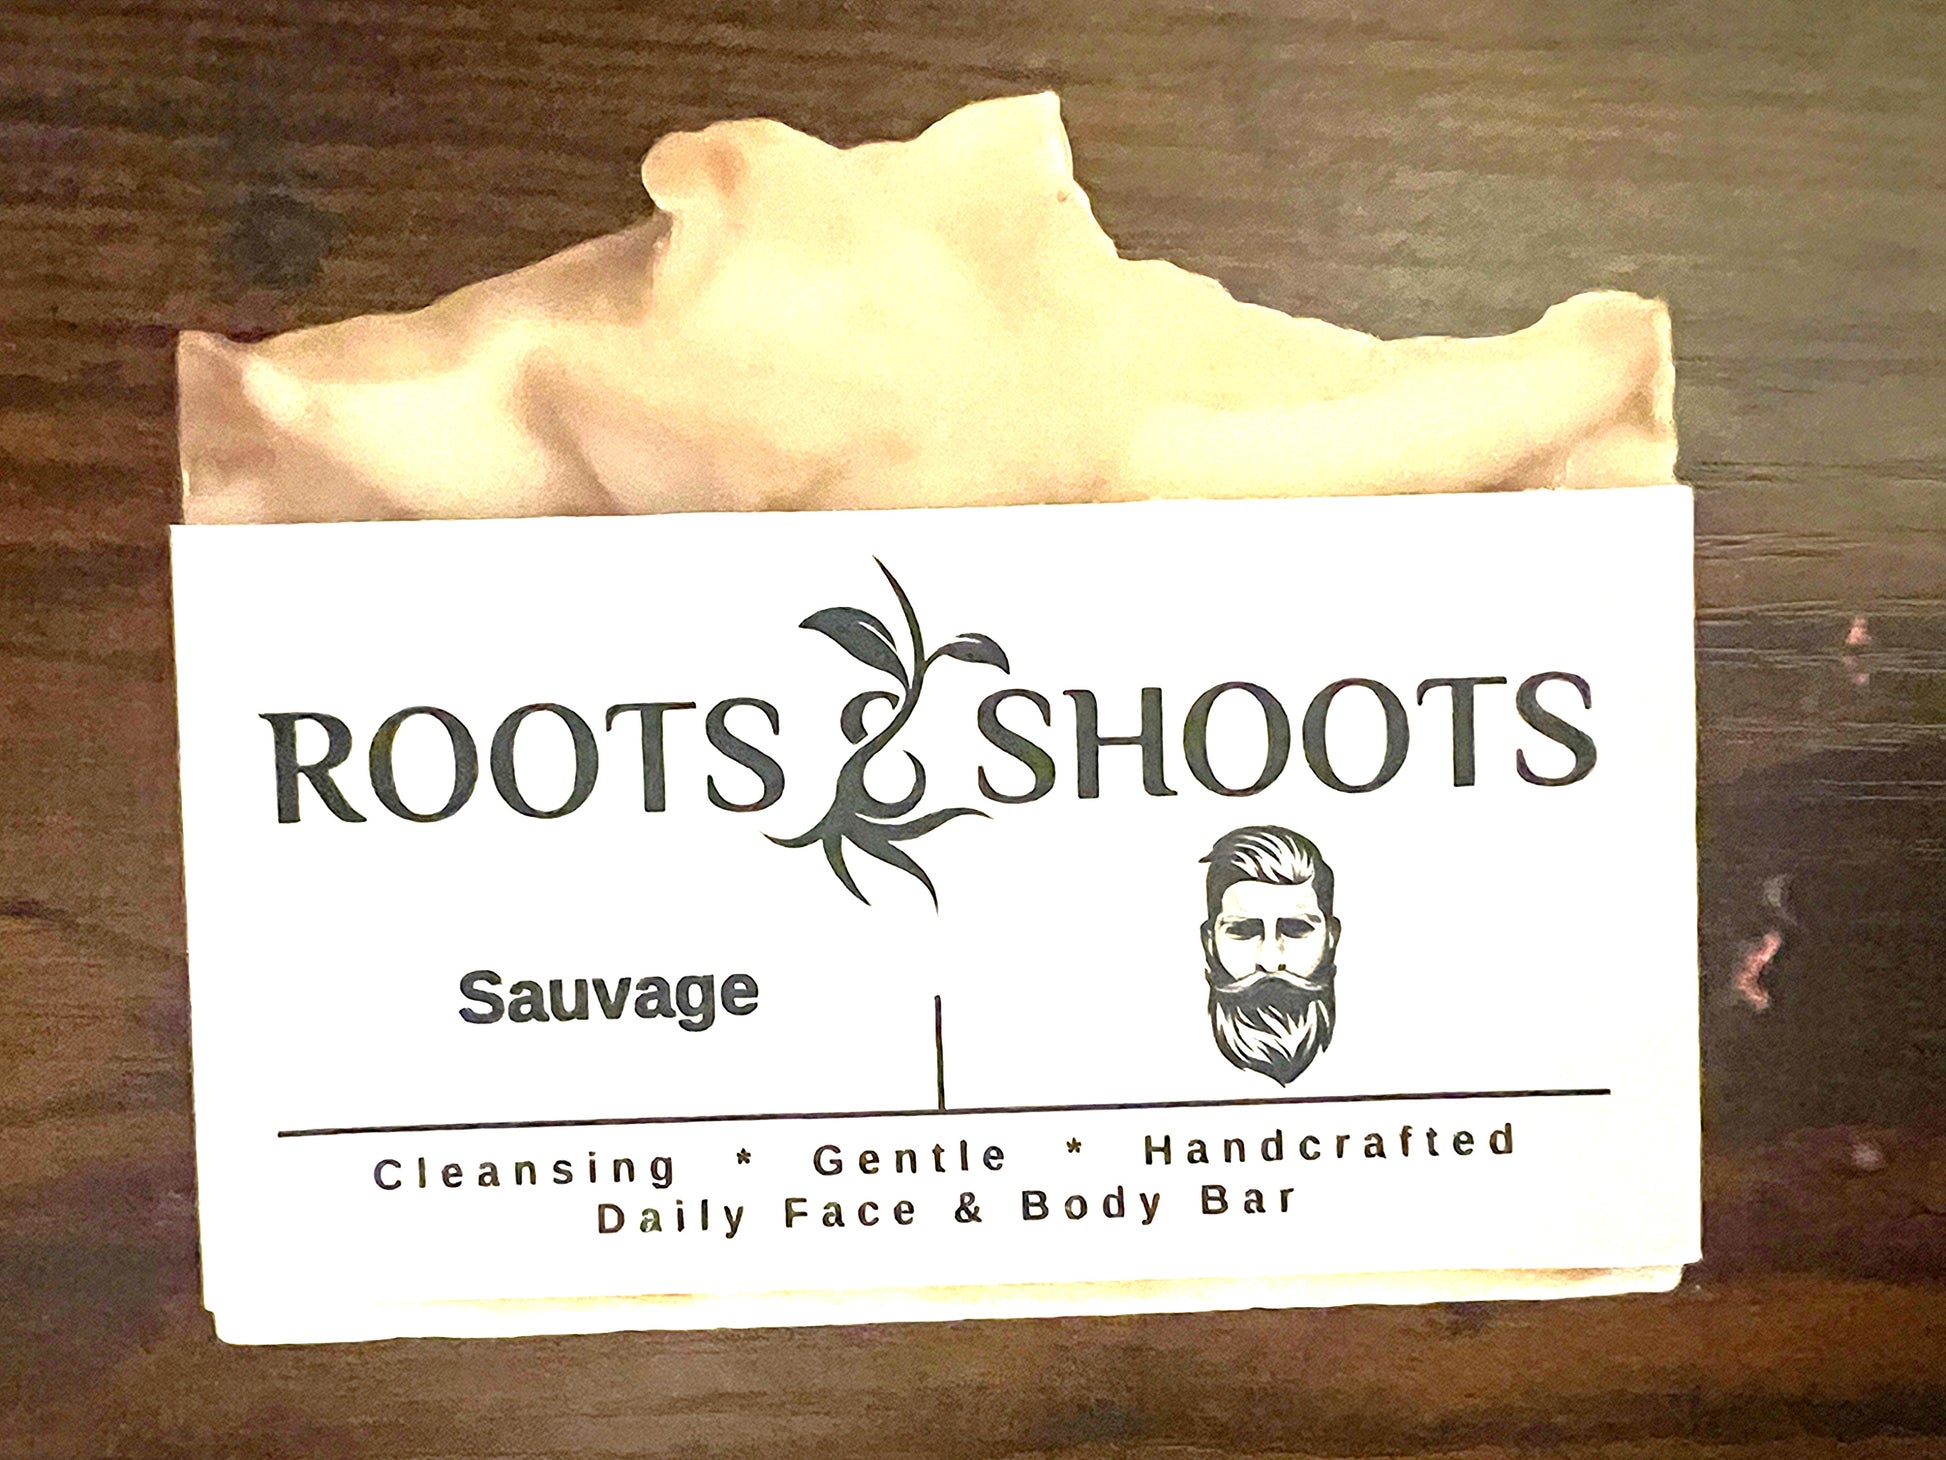 ROOTS & SHOOTS
Sauvage
Cleansing * Gentle * Handcrafted
Daily Face & Body Bar